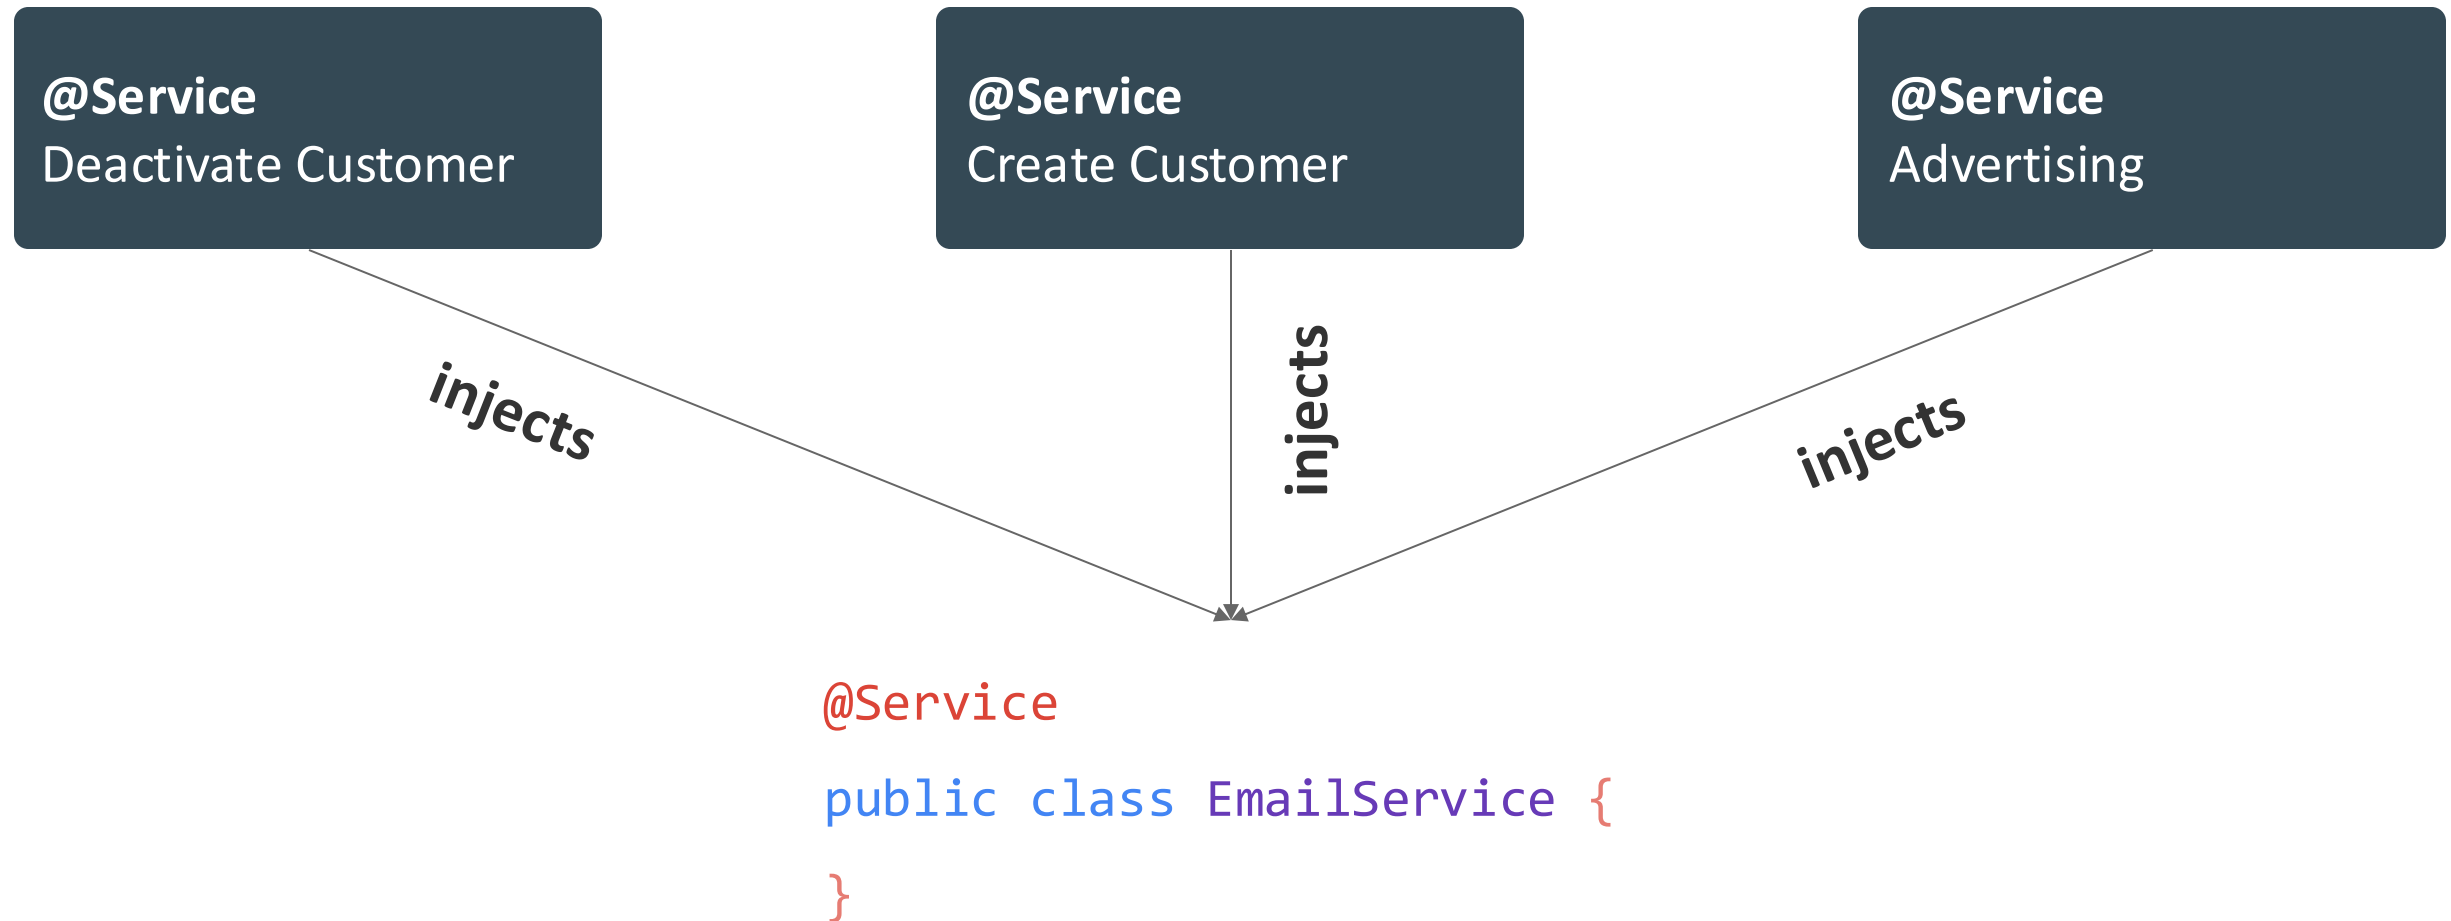 @Service
Deactivate Customer
@Service
Create Customer
@Service
Advertising
injects
injects
injects
@Service
public class EmailService {
}